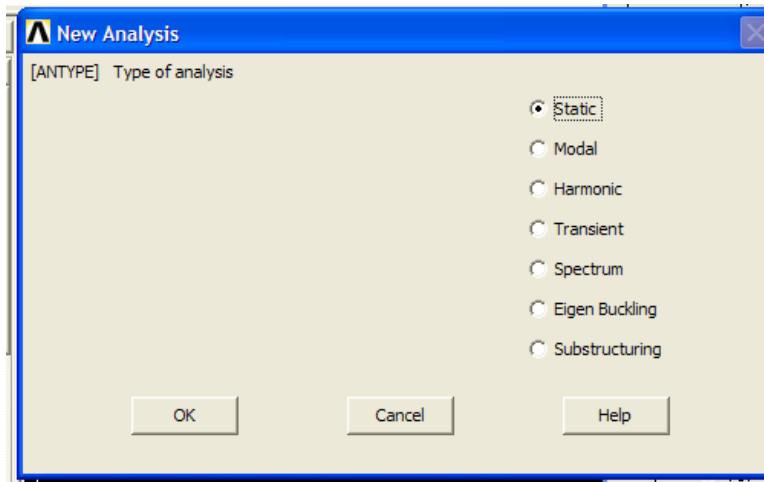 New Analysis
[ANTYPE] Type of analysis
Static
Modal
Harmonic
Transient
Spectrum
Eigen Buckling
Substructuring
OK Cancel Help